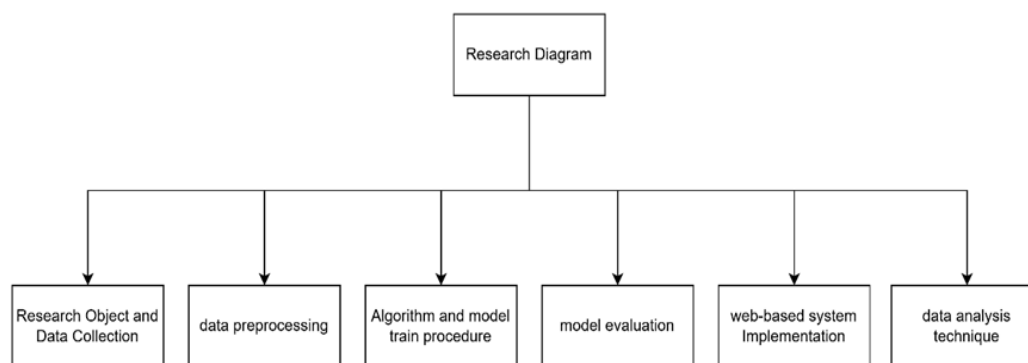 Research Diagram
Research Object and
Data Collection
data preprocessing
Algorithm and model
train procedure
model evaluation
web-based system
Implementation
data analysis
technique